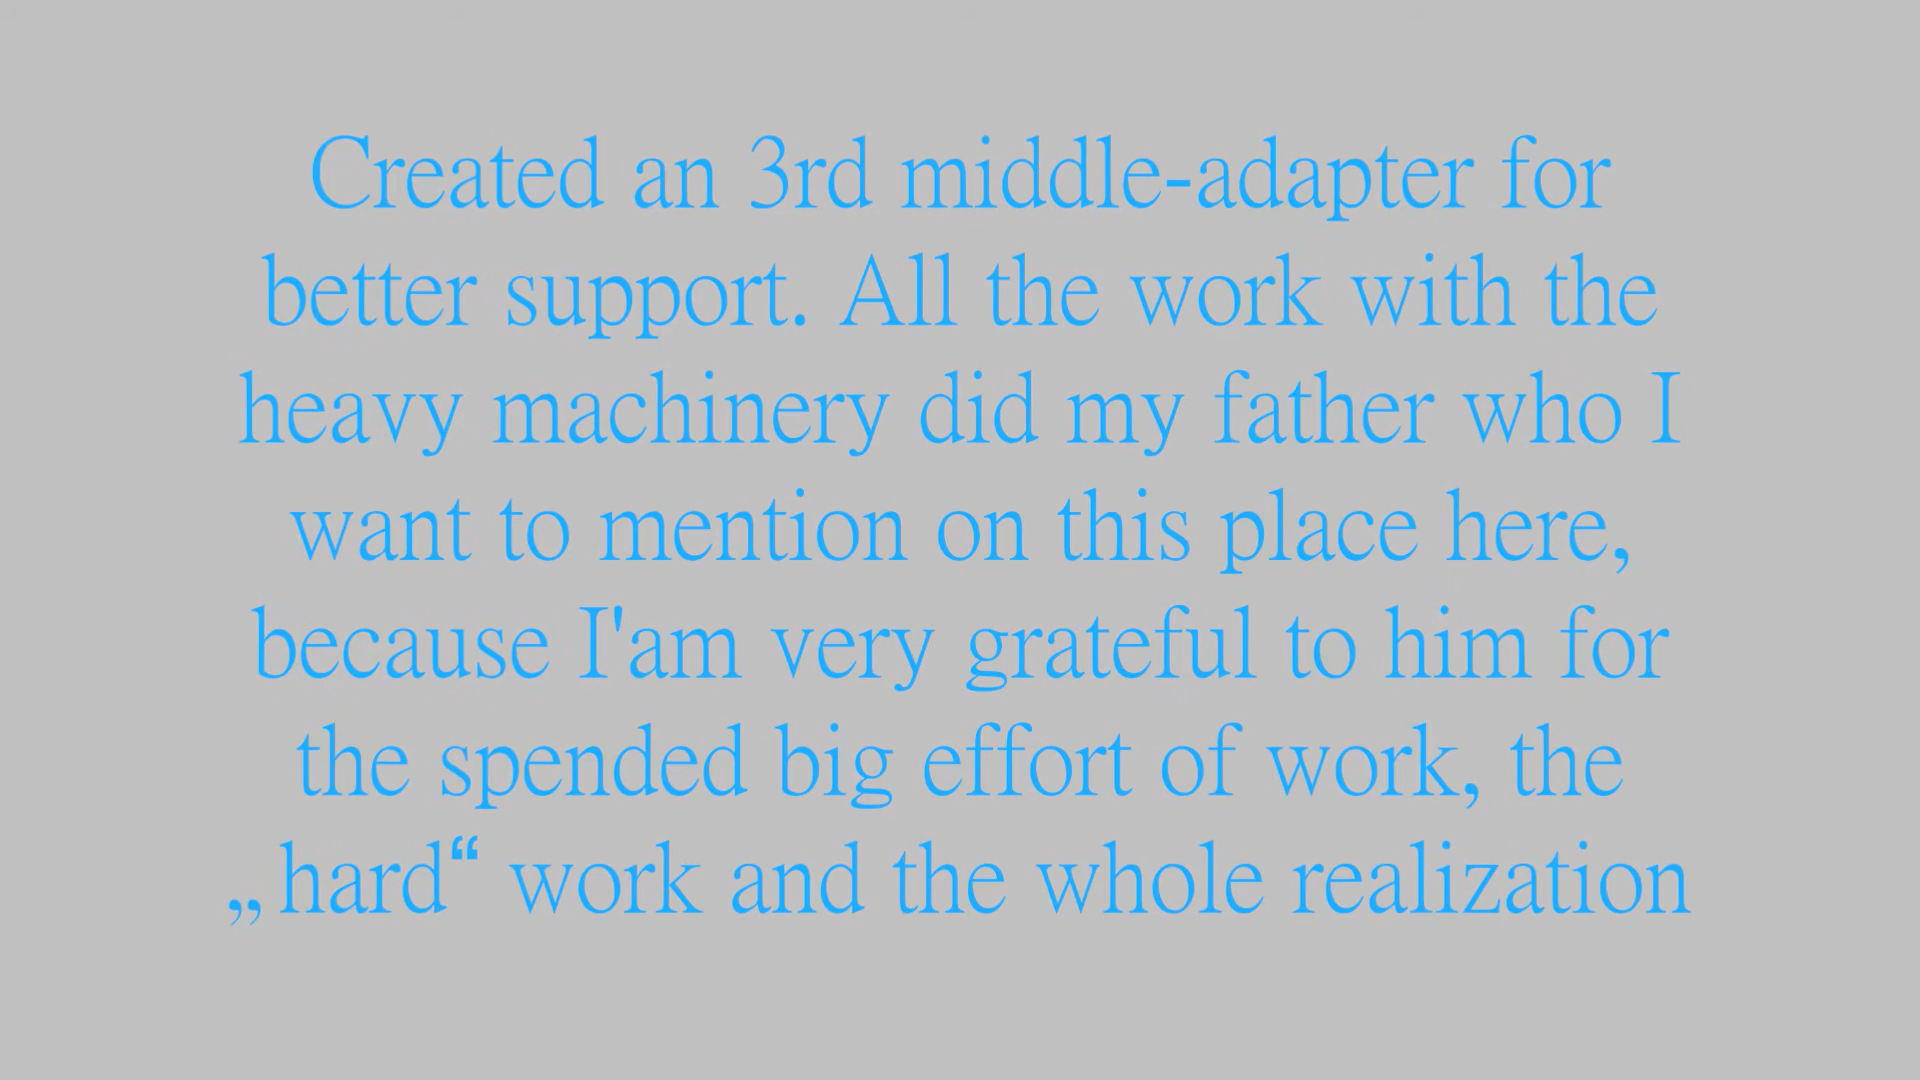 Created an 3rd middle-adapter for
better support. All the work with the
heavy machinery did my father who I
want to mention on this place here,
because I'am very grateful to him for
the spended big effort of work, the
„hard“ work and the whole realization